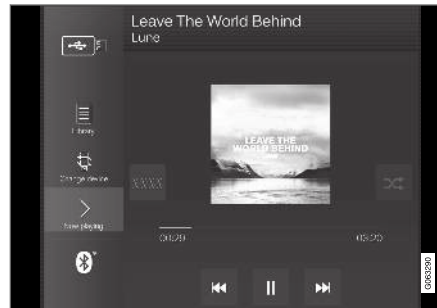 Leave The World Behind
Lune
LEAVE THE
WORLD BEHIND
Library
Change device
Now playing
XXXX
00:29
03:20
G063290